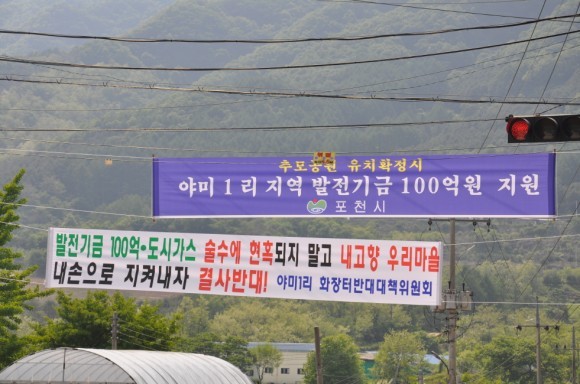 추모공원 유치확정시
야미 1 리 지역 발전기금 100억원 지원
포천시
발전기금 100억·도시가스 술수에 현혹되지 말고 내고향 우리마을
내손으로 지켜내자 결사반대! 야미1리 화장터반대대책위원회